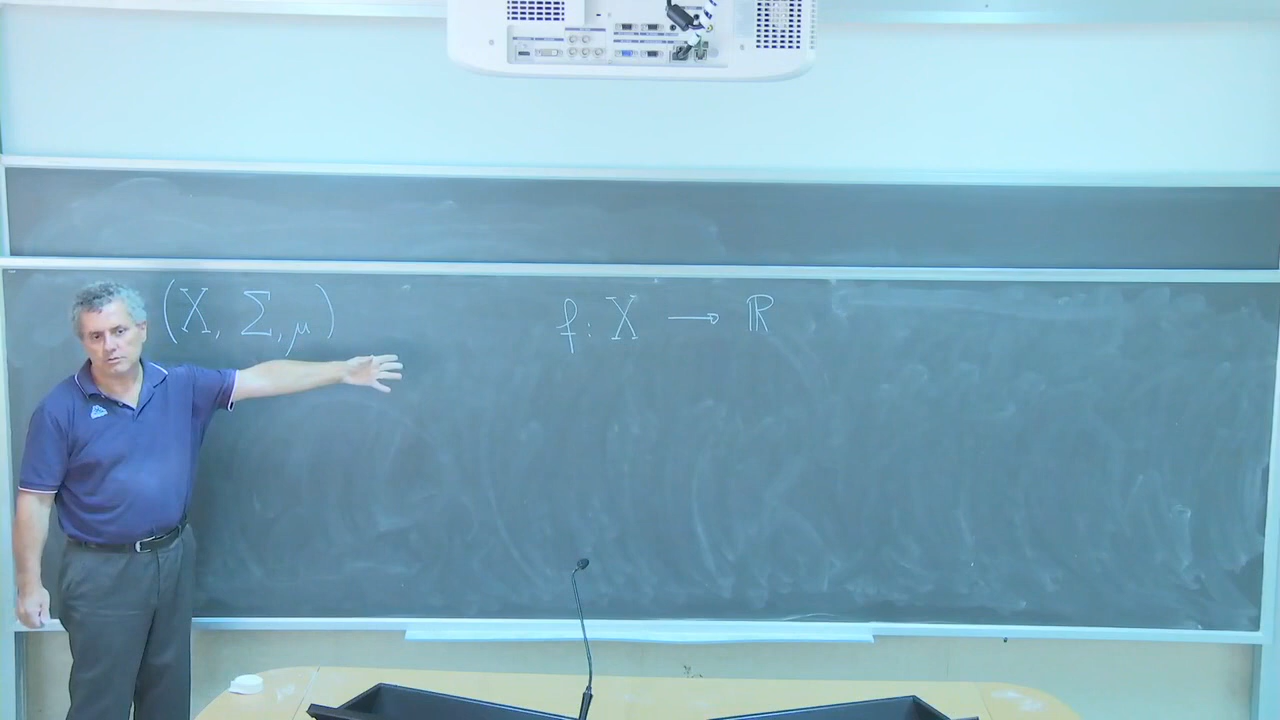 (X, Σ, μ)
f: X → ℝ